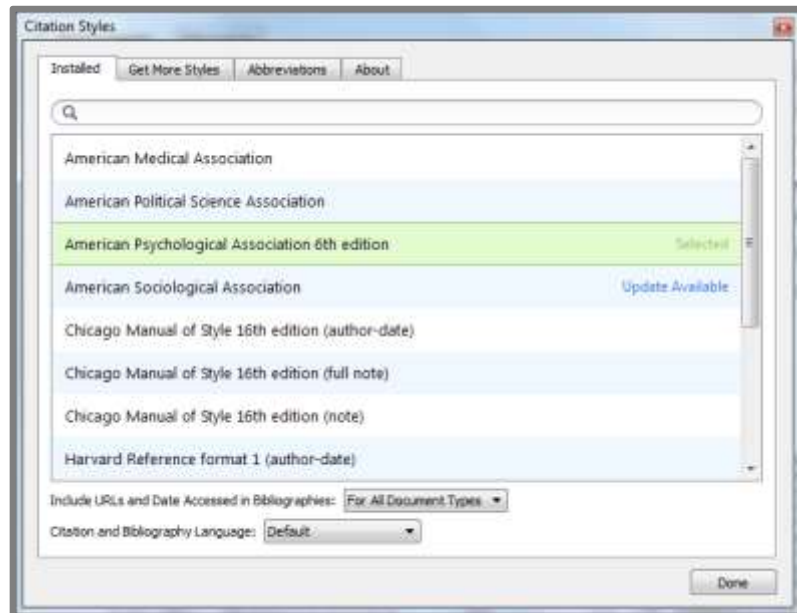 Citation Styles
Installed Get More Styles Abbreviations About
American Medical Association
American Political Science Association
American Psychological Association 6th edition Selected
American Sociological Association Update Available
Chicago Manual of Style 16th edition (author-date)
Chicago Manual of Style 16th edition (full note)
Chicago Manual of Style 16th edition (note)
Harvard Reference format 1 (author-date)
Include URLs and Date Accessed in Bibliographies: For All Document Types
Citation and Bibliography Language: Default
Done